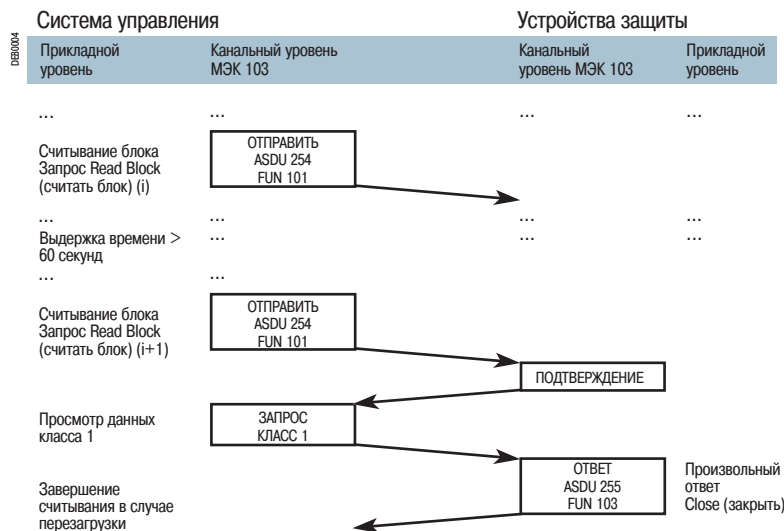 Система управления
Устройства защиты
DE80004
Прикладной
уровень
Канальный уровень
МЭК 103
Канальный
уровень МЭК 103
Прикладной
уровень
...
...
...
...
Считывание блока
Запрос Read Block
(считать блок) (i)
ОТПРАВИТЬ
ASDU 254
FUN 101
...
...
...
...
Выдержка времени >
60 секунд
...
...
...
...
...
Считывание блока
Запрос Read Block
(считать блок) (i+1)
ОТПРАВИТЬ
ASDU 254
FUN 101
ПОДТВЕРЖДЕНИЕ
Просмотр данных
класса 1
ЗАПРОС
КЛАСС 1
ОТВЕТ
ASDU 255
FUN 103
Произвольный
ответ
Close (закрыть)
Завершение
считывания в случае
перезагрузки